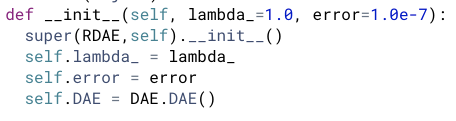 def __init__(self, lambda_=1.0, error=1.0e-7):
super(RDAE,self).__init__()
self.lambda_ = lambda_
self.error = error
self.DAE = DAE.DAE()